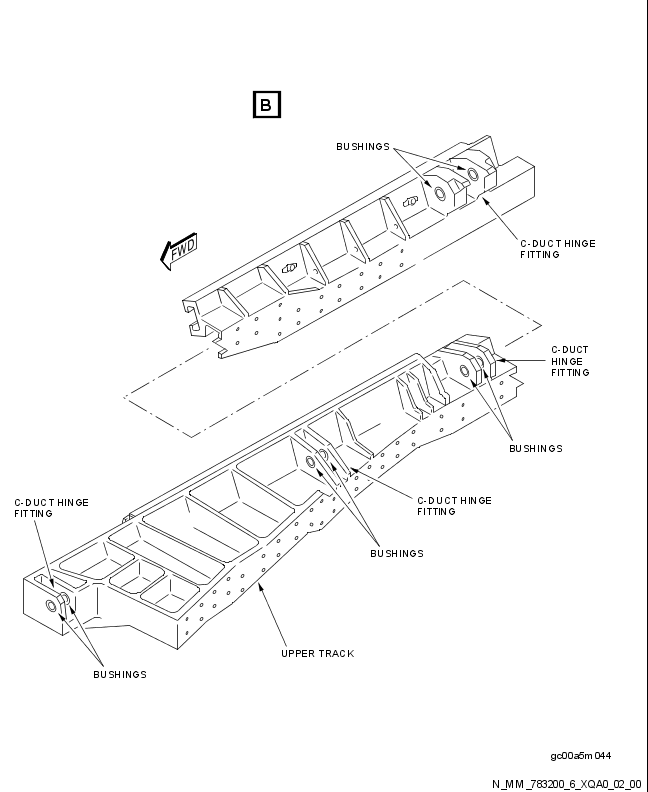 B
BUSHINGS
FWD
C-DUCT HINGE
FITTING
C-DUCT
HINGE
FITTING
BUSHINGS
C-DUCT HINGE
FITTING
C-DUCT HINGE
FITTING
BUSHINGS
UPPER TRACK
BUSHINGS
gc00a5m044
N_MM_783200_6_XQA0_02_00